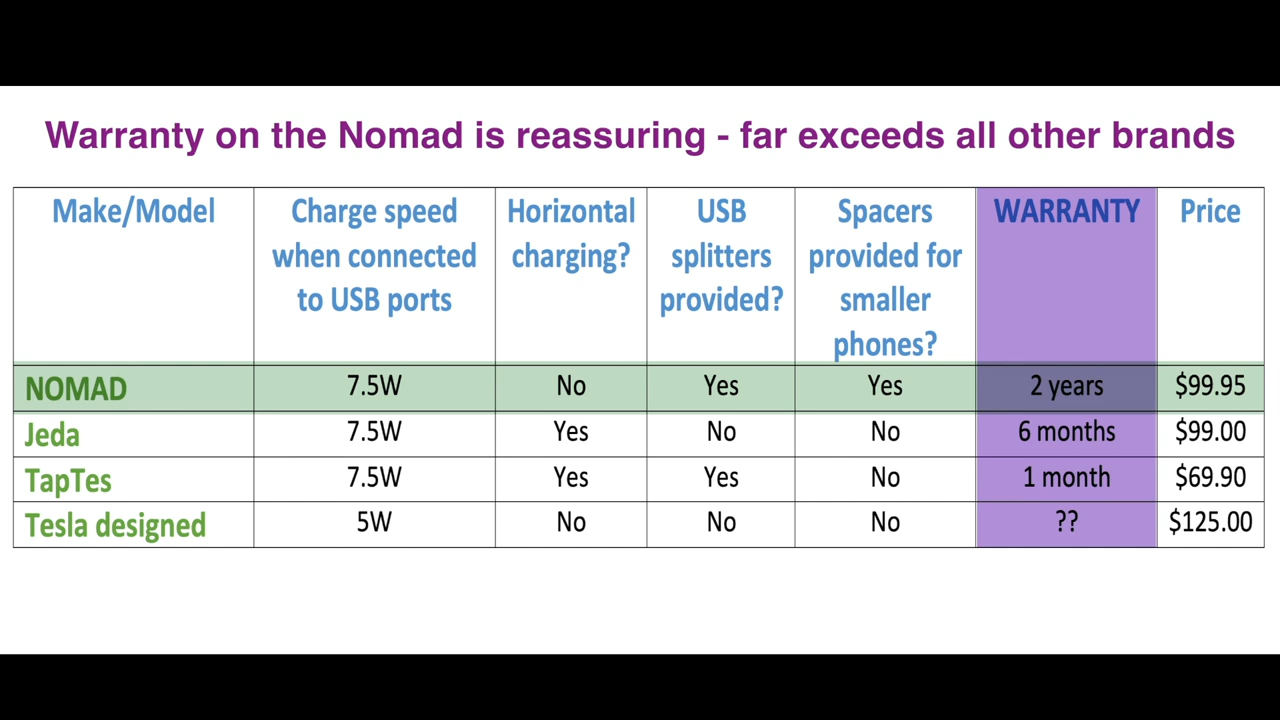 Warranty on the Nomad is reassuring - far exceeds all other brands
Make/Model Charge speed when connected to USB ports Horizontal charging? USB splitters provided? Spacers provided for smaller phones? WARRANTY Price
NOMAD 7.5W No Yes Yes 2 years $99.95
Jeda 7.5W Yes No No 6 months $99.00
TapTes 7.5W Yes Yes No 1 month $69.90
Tesla designed 5W No No No ?? $125.00